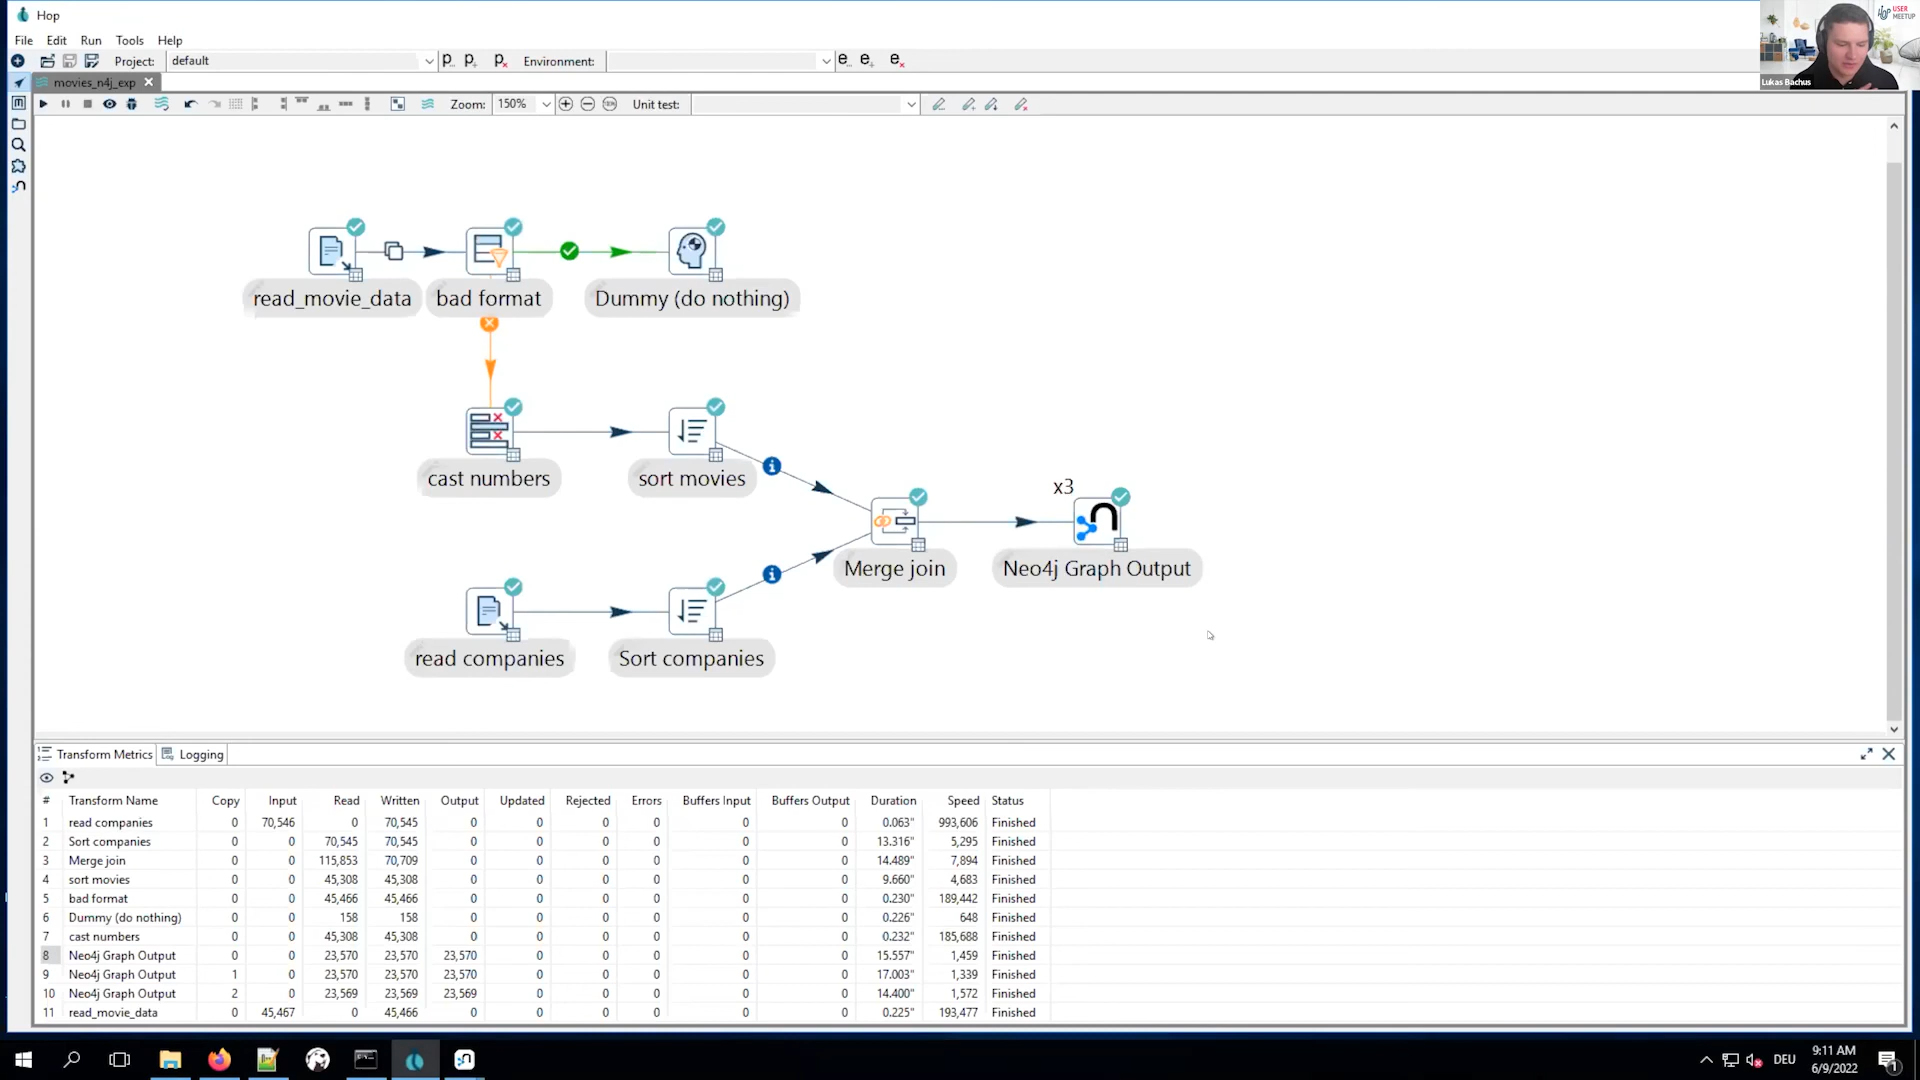 Hop
File Edit Run Tools Help
Project: default Environment:
movies_n4j_exp
Zoom: 150% Unit test:
read_movie_data bad format Dummy (do nothing)
cast numbers sort movies
x3
Merge join Neo4j Graph Output
read companies Sort companies
Transform Metrics Logging
# Transform Name Copy Input Read Written Output Updated Rejected Errors Buffers Input Buffers Output Duration Speed Status
1 read companies 0 70,546 0 70,545 0 0 0 0 0 0 0.063" 993,606 Finished
2 Sort companies 0 0 70,545 70,545 0 0 0 0 0 0 13.316" 5,295 Finished
3 Merge join 0 0 115,853 70,709 0 0 0 0 0 0 14.489" 7,894 Finished
4 sort movies 0 0 45,308 45,308 0 0 0 0 0 0 9.660" 4,683 Finished
5 bad format 0 0 45,466 45,466 0 0 0 0 0 0 0.230" 189,442 Finished
6 Dummy (do nothing) 0 0 158 158 0 0 0 0 0 0 0.226" 648 Finished
7 cast numbers 0 0 45,308 45,308 0 0 0 0 0 0 0.232" 185,688 Finished
8 Neo4j Graph Output 0 0 23,570 23,570 23,570 0 0 0 0 0 15.557" 1,459 Finished
9 Neo4j Graph Output 1 0 23,570 23,570 23,570 0 0 0 0 0 17.003" 1,339 Finished
10 Neo4j Graph Output 2 0 23,569 23,569 23,569 0 0 0 0 0 14.400" 1,572 Finished
11 read_movie_data 0 45,467 0 45,466 0 0 0 0 0 0 0.225" 193,477 Finished
Lukas Bachus
USER
MEETUP
DEU
9:11 AM
6/9/2022